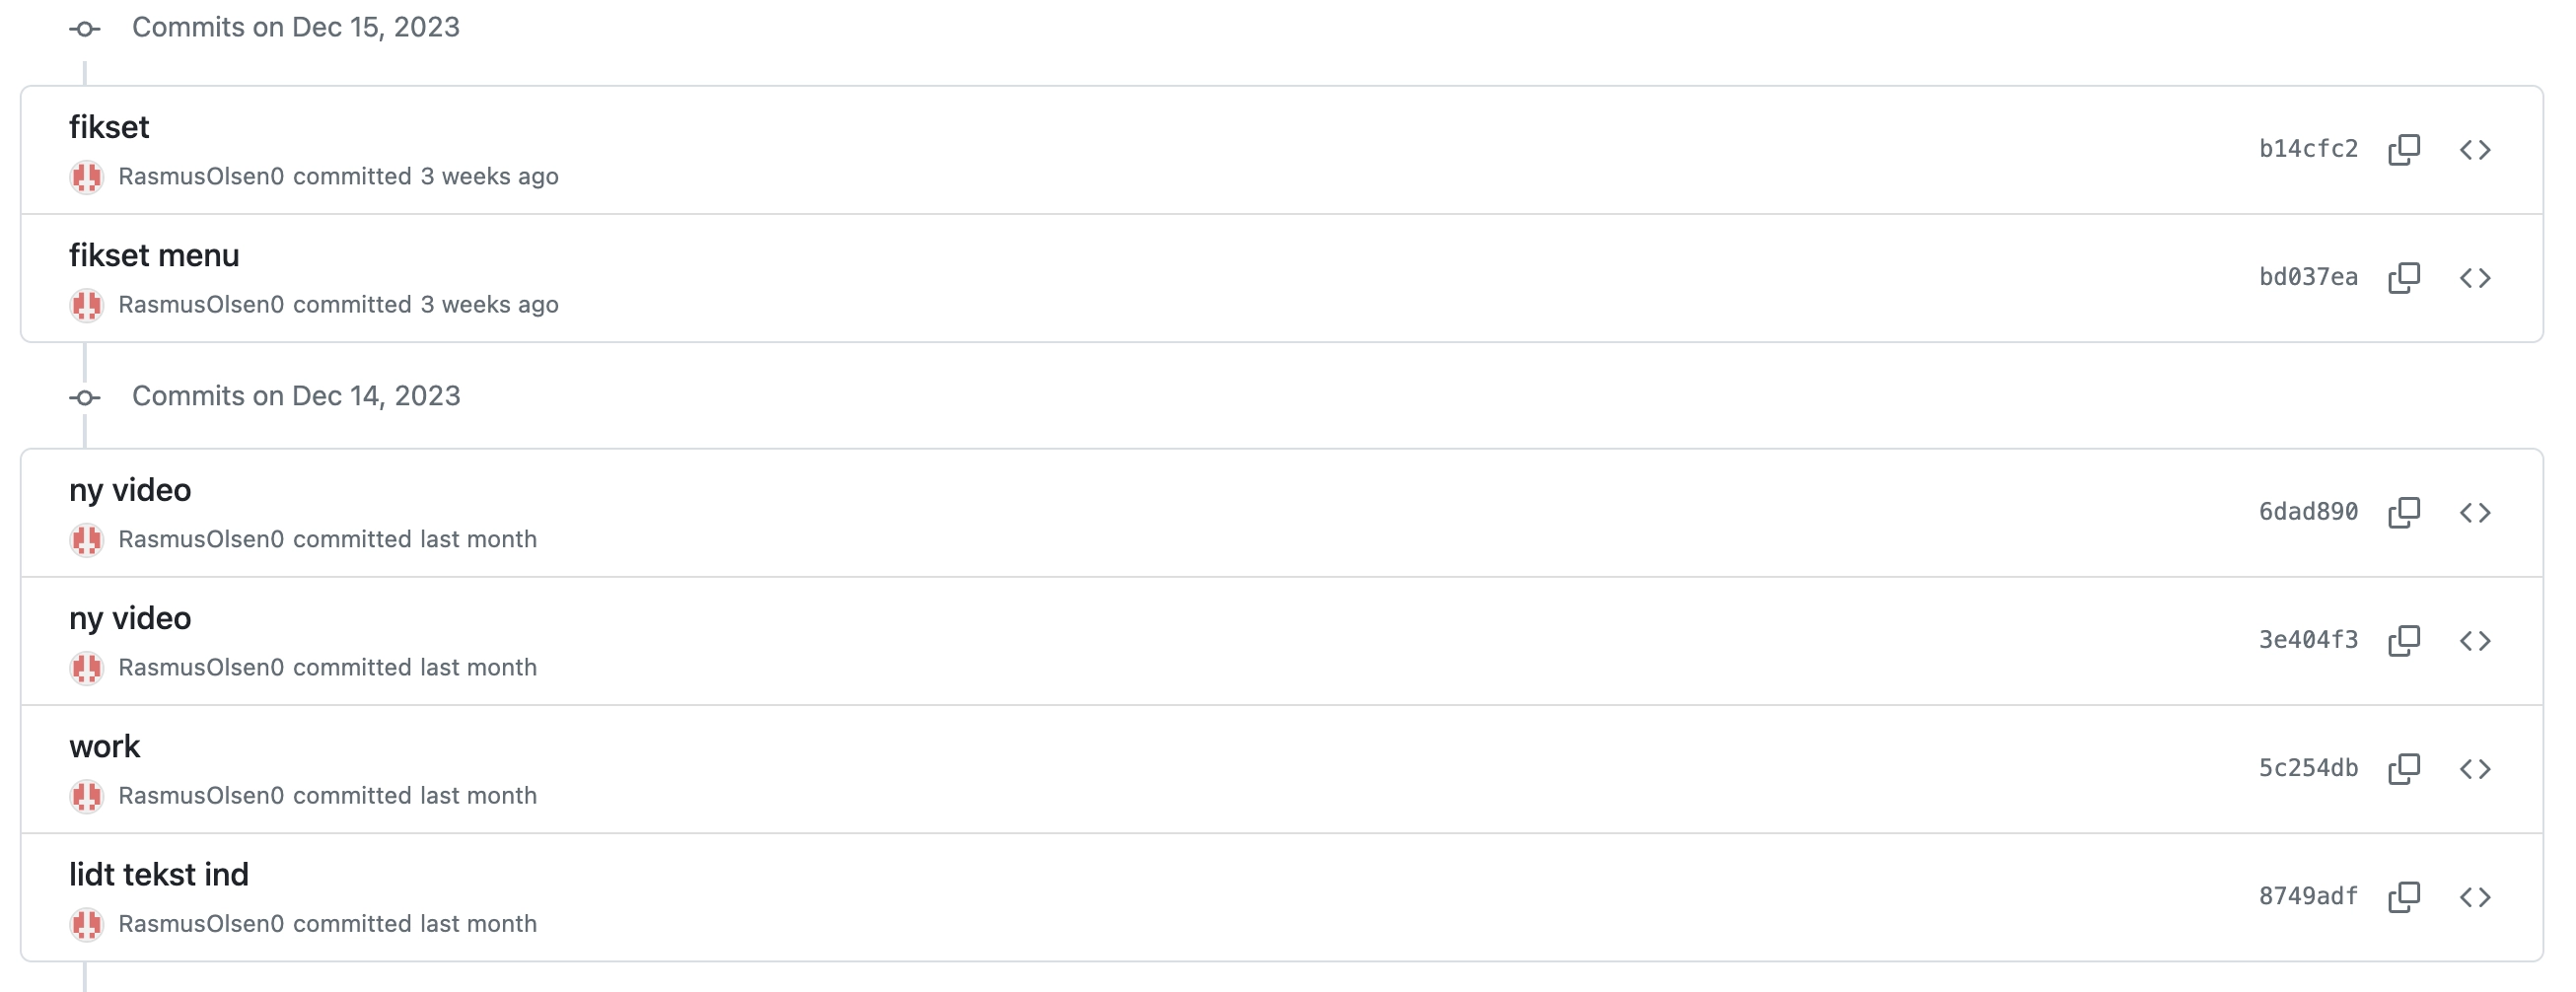 Commits on Dec 15, 2023
fikset
RasmusOlsen0 committed 3 weeks ago
b14cfc2
fikset menu
RasmusOlsen0 committed 3 weeks ago
bd037ea
Commits on Dec 14, 2023
ny video
RasmusOlsen0 committed last month
6dad890
ny video
RasmusOlsen0 committed last month
3e404f3
work
RasmusOlsen0 committed last month
5c254db
lidt tekst ind
RasmusOlsen0 committed last month
8749adf